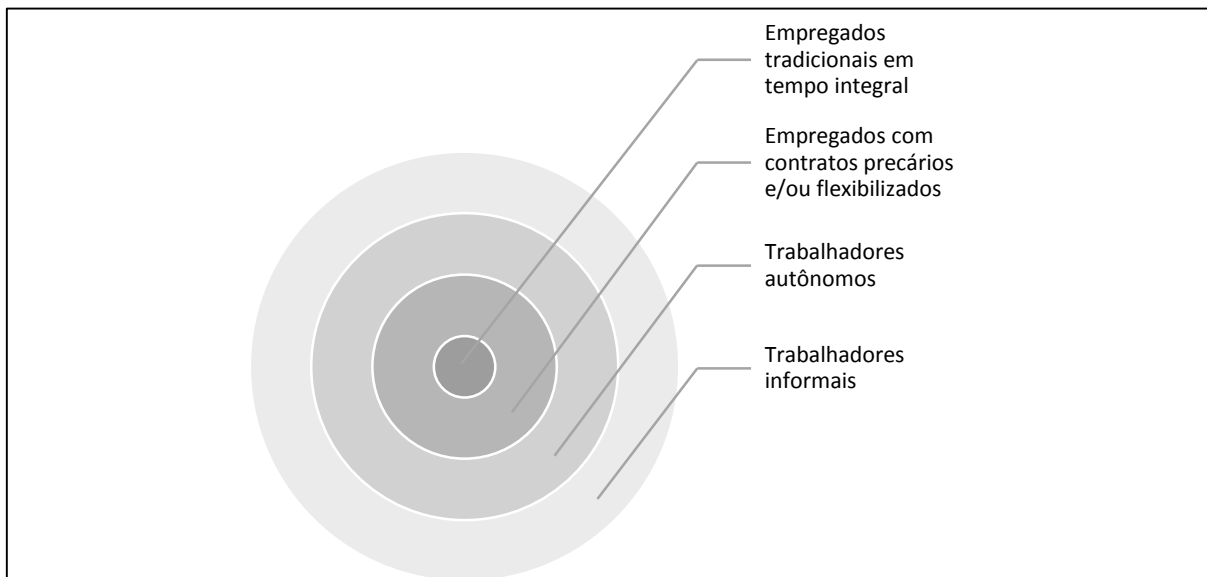 Empregados
tradicionais em
tempo integral
Empregados com
contratos precários
e/ou flexibilizados
Trabalhadores
autônomos
Trabalhadores
informais